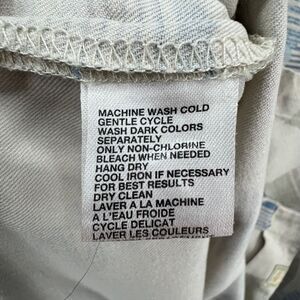 MACHINE WASH COLD
GENTLE CYCLE
WASH DARK COLORS
SEPARATELY
ONLY NON-CHLORINE
BLEACH WHEN NEEDED
HANG DRY
COOL IRON IF NECESSARY
FOR BEST RESULTS
DRY CLEAN
LAVER A LA MACHINE
A L'EAU FROIDE
CYCLE DELICAT
LAVER LES COULEURS